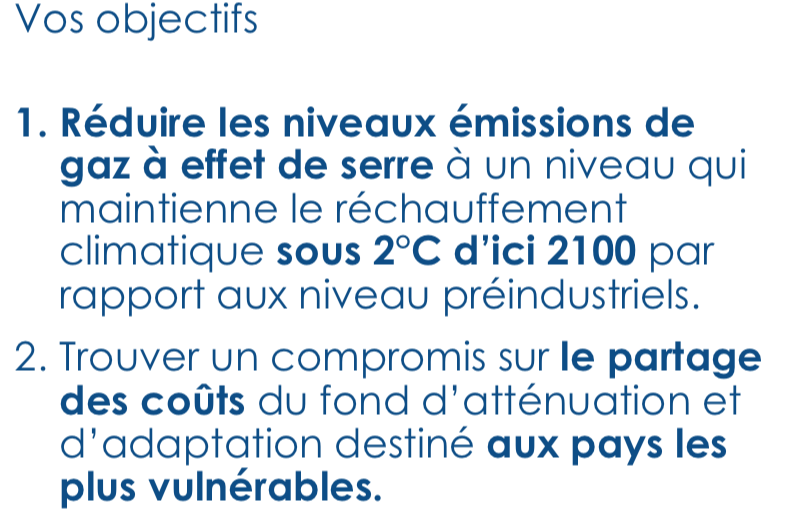 Vos objectifs
1. Réduire les niveaux émissions de
gaz à effet de serre à un niveau qui
maintienne le réchauffement
climatique sous 2°C d’ici 2100 par
rapport aux niveau préindustriels.
2. Trouver un compromis sur le partage
des coûts du fond d’atténuation et
d’adaptation destiné aux pays les
plus vulnérables.